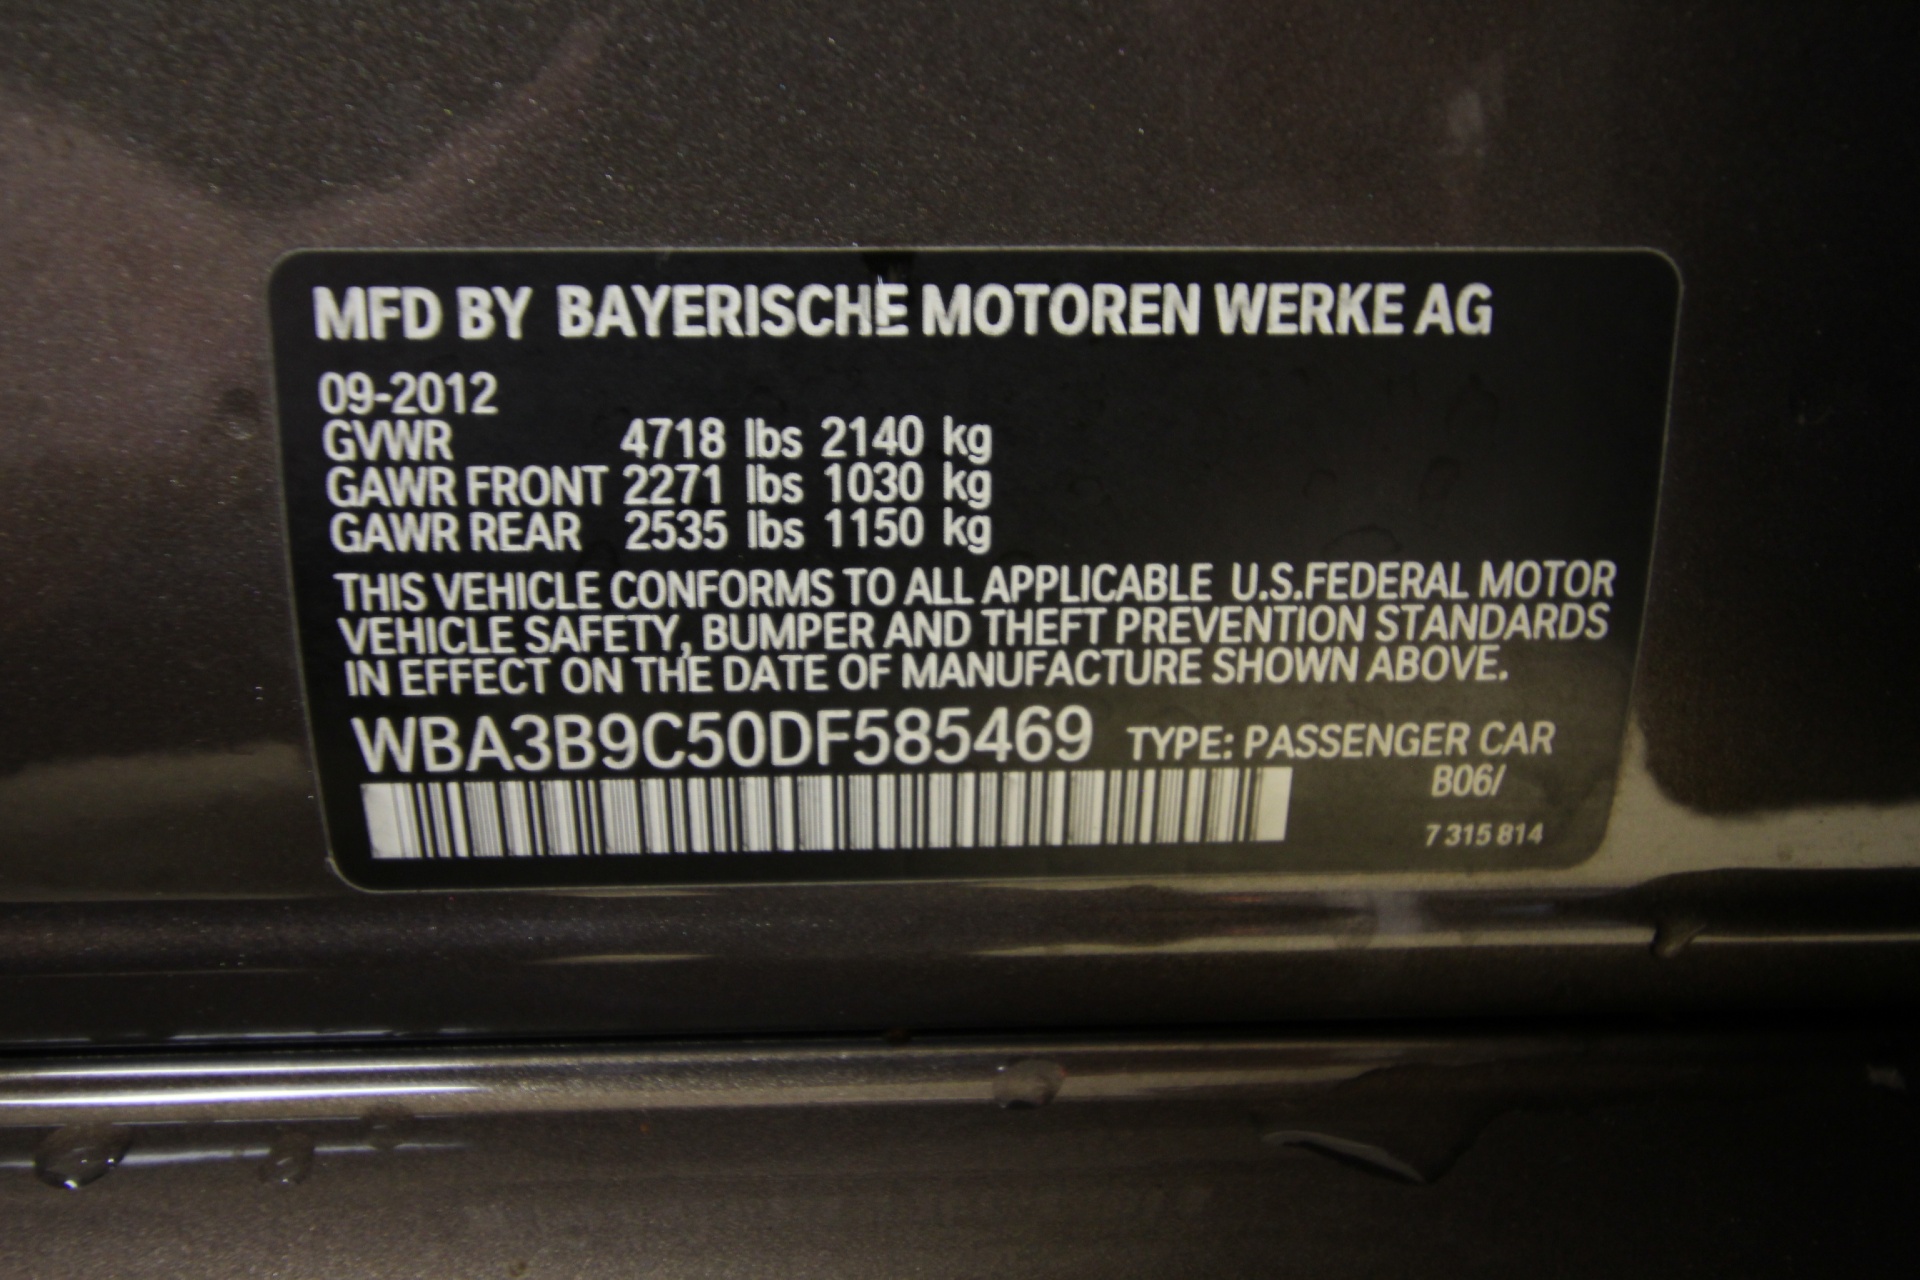 MFD BY BAYERISCHE MOTOREN WERKE AG
09-2012
GVWR 4718 lbs 2140 kg
GAWR FRONT 2271 lbs 1030 kg
GAWR REAR 2535 lbs 1150 kg
THIS VEHICLE CONFORMS TO ALL APPLICABLE U.S.FEDERAL MOTOR
VEHICLE SAFETY, BUMPER AND THEFT PREVENTION STANDARDS
IN EFFECT ON THE DATE OF MANUFACTURE SHOWN ABOVE.
WBA3B9C50DF585469 TYPE: PASSENGER CAR
B06/
7 315 814